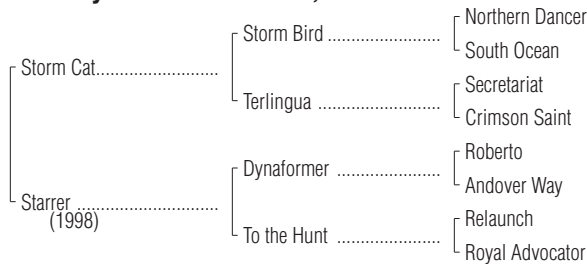 Northern Dancer
Storm Bird
South Ocean
Storm Cat
Secretariat
Terlingua
Crimson Saint
Roberto
Dynaformer
Andover Way
Starrer
(1998)
Relaunch
To the Hunt
Royal Advocator